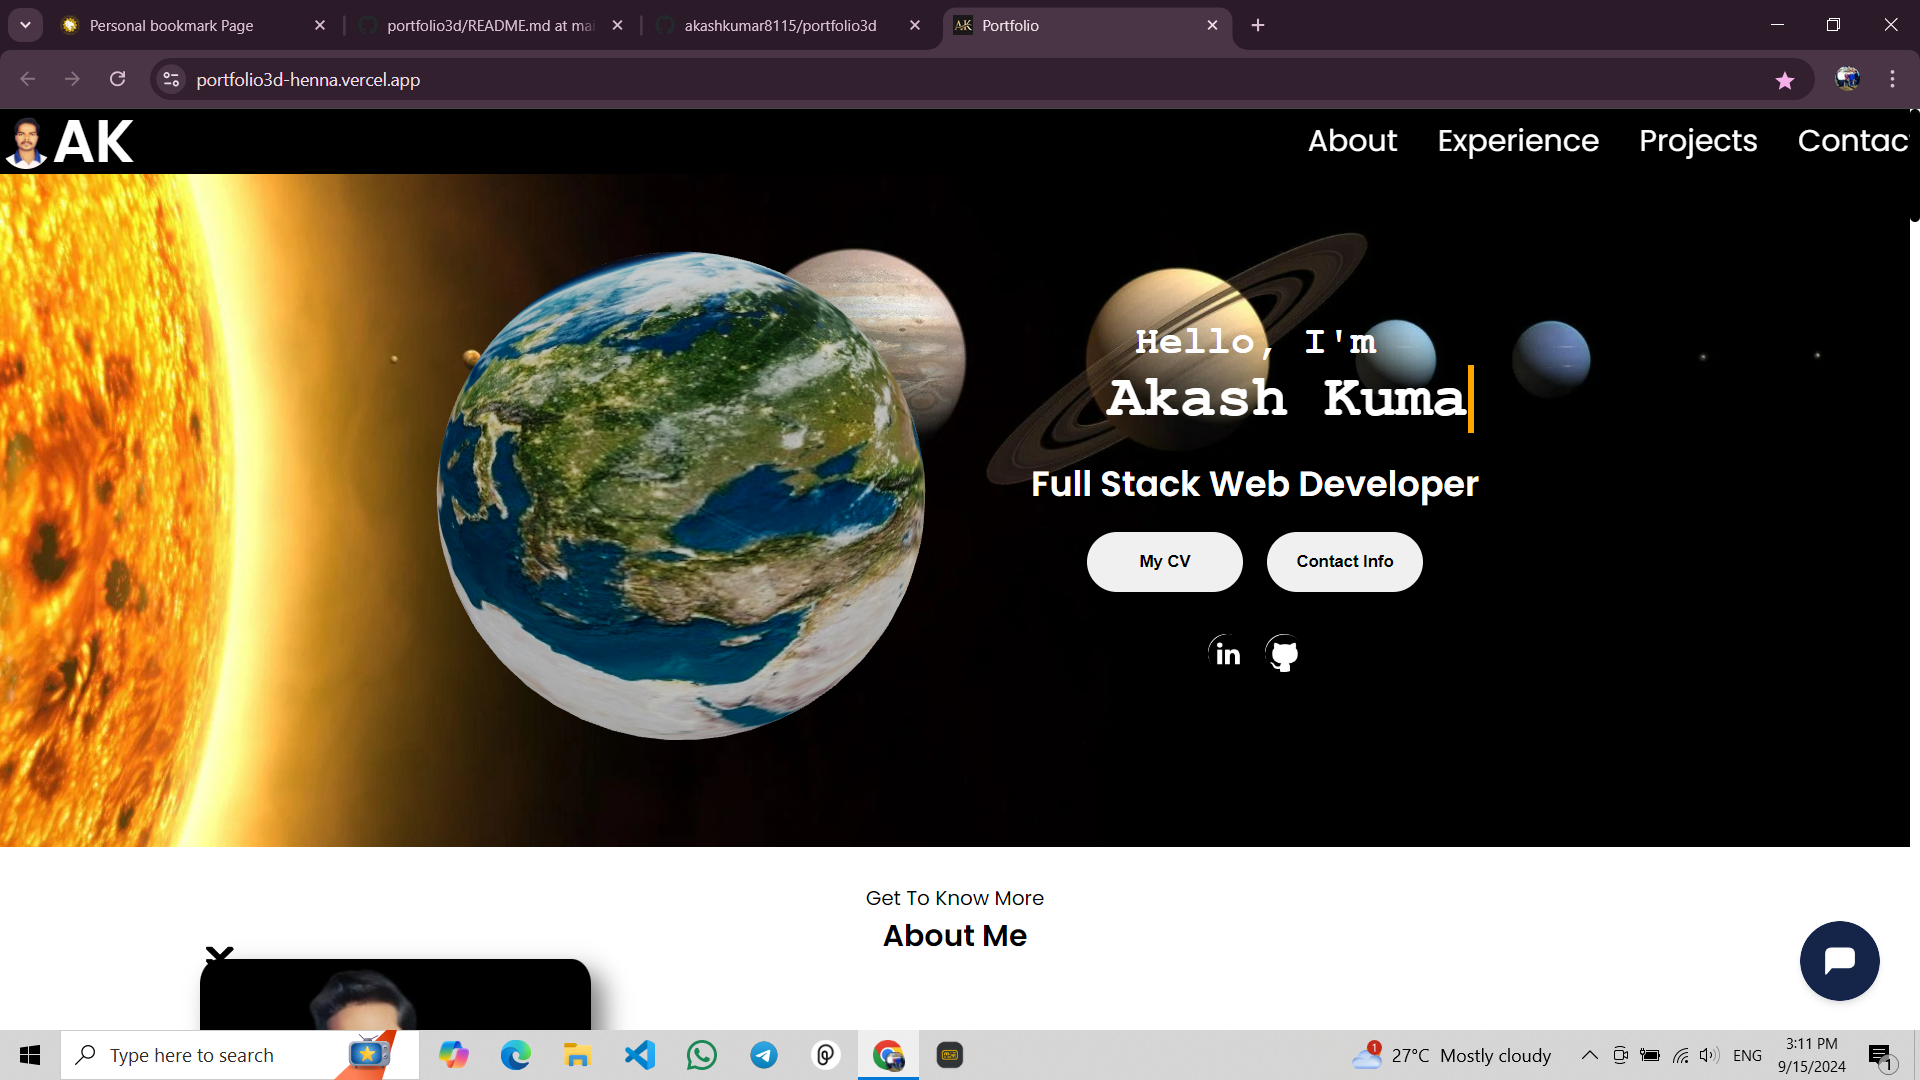 Personal bookmark Page
portfolio3d/README.md at mai
akashkumar8115/portfolio3d
AK
Portfolio
portfolio3d-henna.vercel.app
AK
About
Experience
Projects
Contac
Hello, I'm
Akash Kuma
Full Stack Web Developer
My CV
Contact Info
in
Get To Know More
About Me
Type here to search
1
27°C Mostly cloudy
ENG
3:11 PM
9/15/2024
1